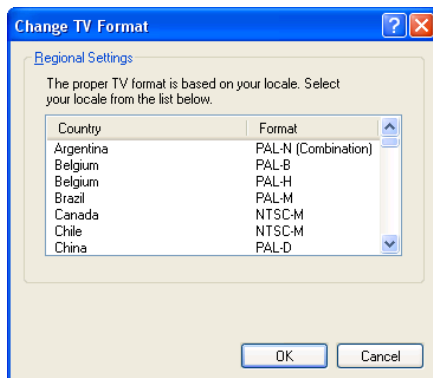 Change TV Format
Regional Settings
The proper TV format is based on your locale. Select
your locale from the list below.
Country Format
Argentina PAL-N (Combination)
Belgium PAL-B
Belgium PAL-H
Brazil PAL-M
Canada NTSC-M
Chile NTSC-M
China PAL-D
OK Cancel